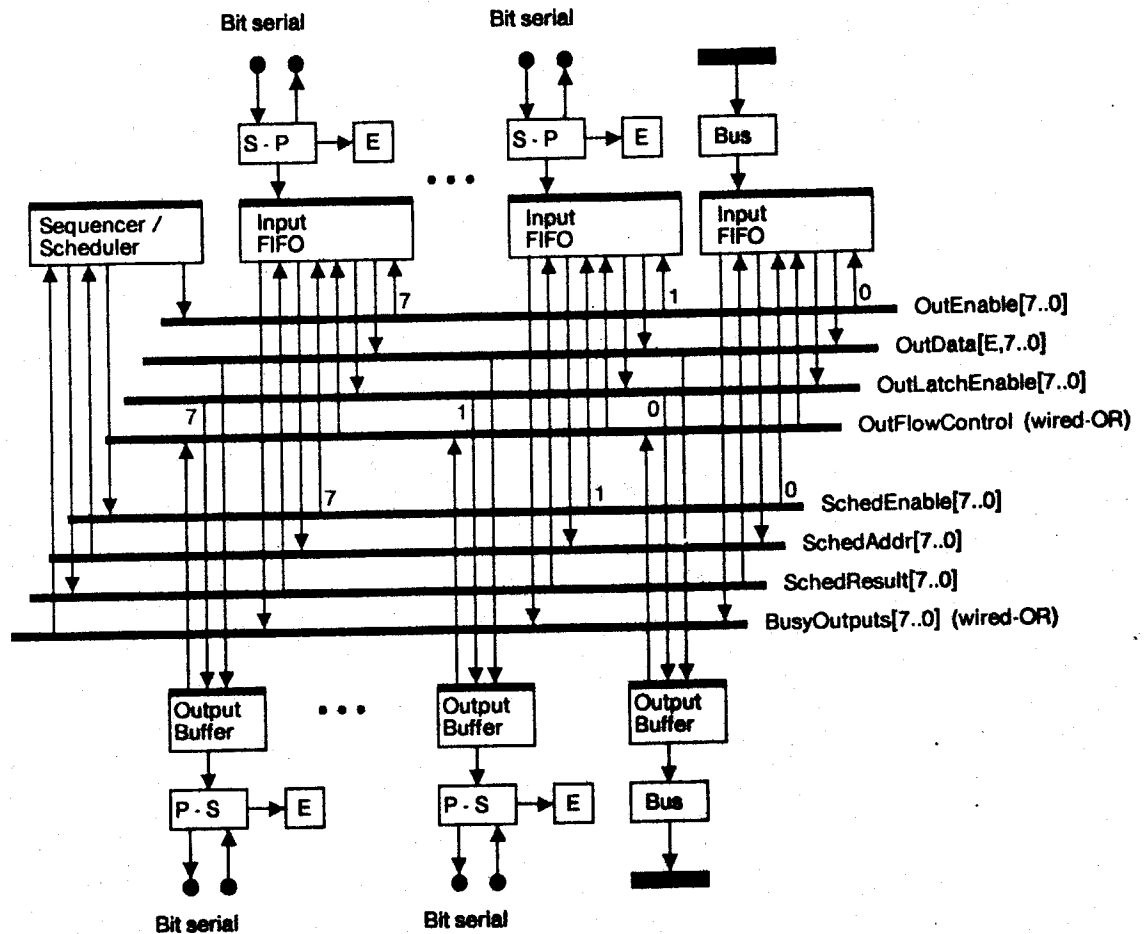 Bit serial
Bit serial
S - P
E
S - P
E
Bus
• • •
Sequencer /
Scheduler
Input
FIFO
Input
FIFO
Input
FIFO
7
1
0
OutEnable[7..0]
OutData[E,7..0]
OutLatchEnable[7..0]
7
1
0
OutFlowControl (wired-OR)
7
1
0
SchedEnable[7..0]
SchedAddr[7..0]
SchedResult[7..0]
BusyOutputs[7..0] (wired-OR)
Output
Buffer
• • •
Output
Buffer
Output
Buffer
P - S
E
P - S
E
Bus
Bit serial
Bit serial